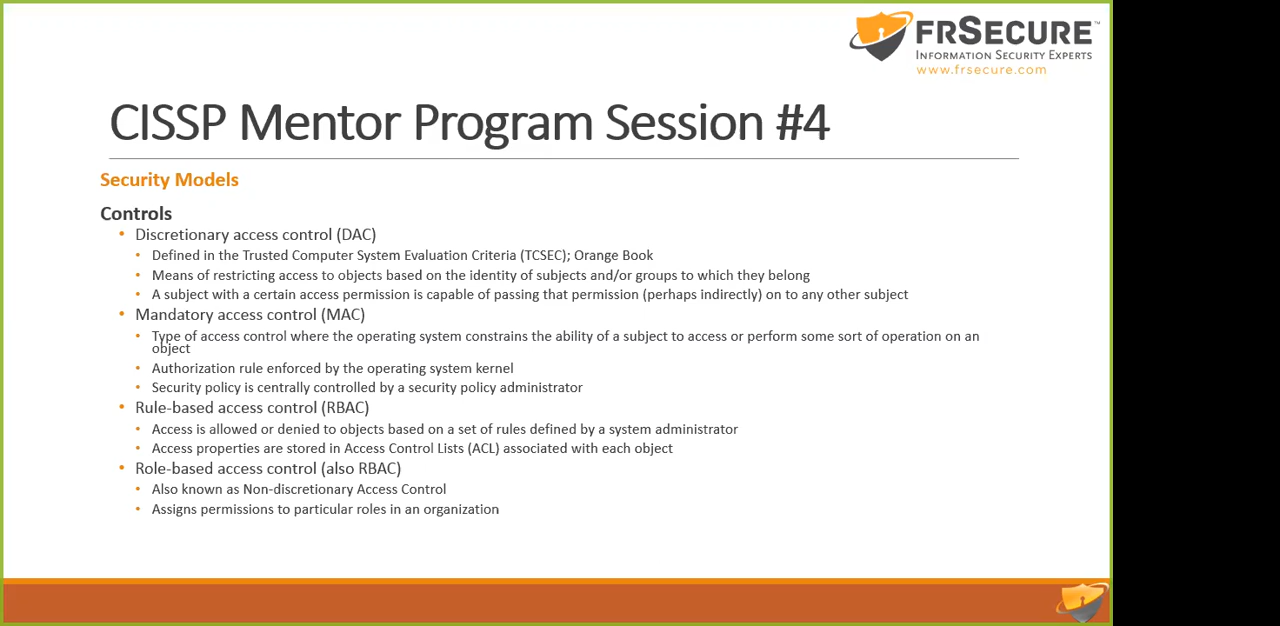 FRSECURE™
INFORMATION SECURITY EXPERTS
www.frsecure.com
CISSP Mentor Program Session #4
Security Models
Controls
• Discretionary access control (DAC)
• Defined in the Trusted Computer System Evaluation Criteria (TCSEC); Orange Book
• Means of restricting access to objects based on the identity of subjects and/or groups to which they belong
• A subject with a certain access permission is capable of passing that permission (perhaps indirectly) on to any other subject
• Mandatory access control (MAC)
• Type of access control where the operating system constrains the ability of a subject to access or perform some sort of operation on an
object
• Authorization rule enforced by the operating system kernel
• Security policy is centrally controlled by a security policy administrator
• Rule-based access control (RBAC)
• Access is allowed or denied to objects based on a set of rules defined by a system administrator
• Access properties are stored in Access Control Lists (ACL) associated with each object
• Role-based access control (also RBAC)
• Also known as Non-discretionary Access Control
• Assigns permissions to particular roles in an organization